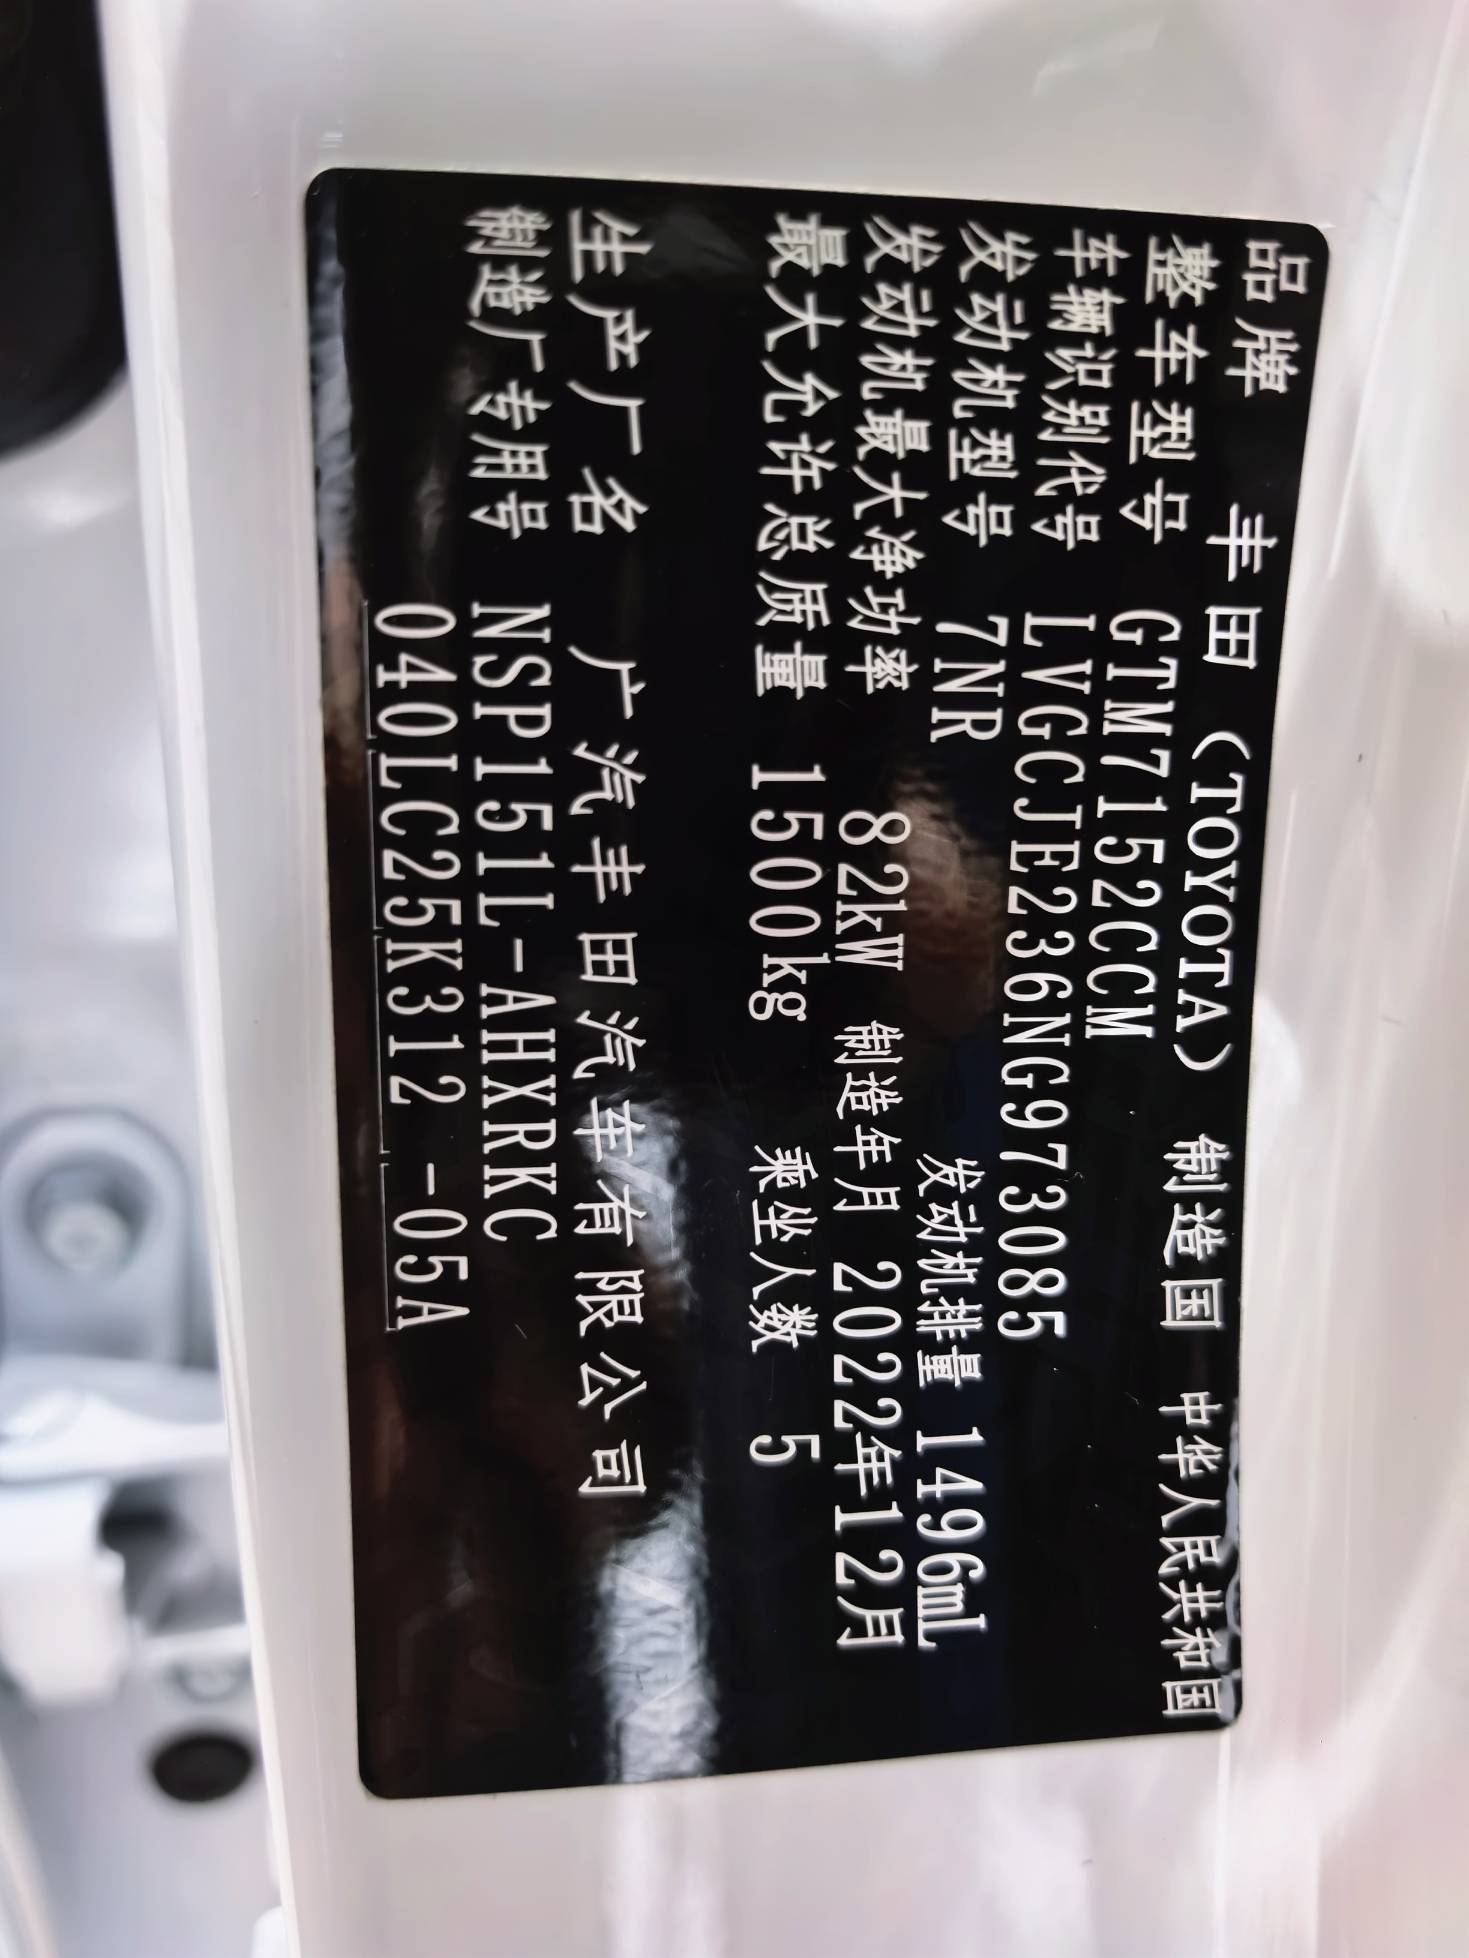 品牌 丰田（TOYOTA） 制造国 中华人民共和国
整车型号 GTM7152CCM
车辆识别代号 LVGCJE236NG973085
发动机型号 7NR 发动机排量 1496mL
发动机最大净功率 82kW 制造年月 2022年12月
最大允许总质量 1500kg 乘坐人数 5
生产厂名 广汽丰田汽车有限公司
制造厂专用号 NSP151L-AHXRKC
040LC25K312 -05A